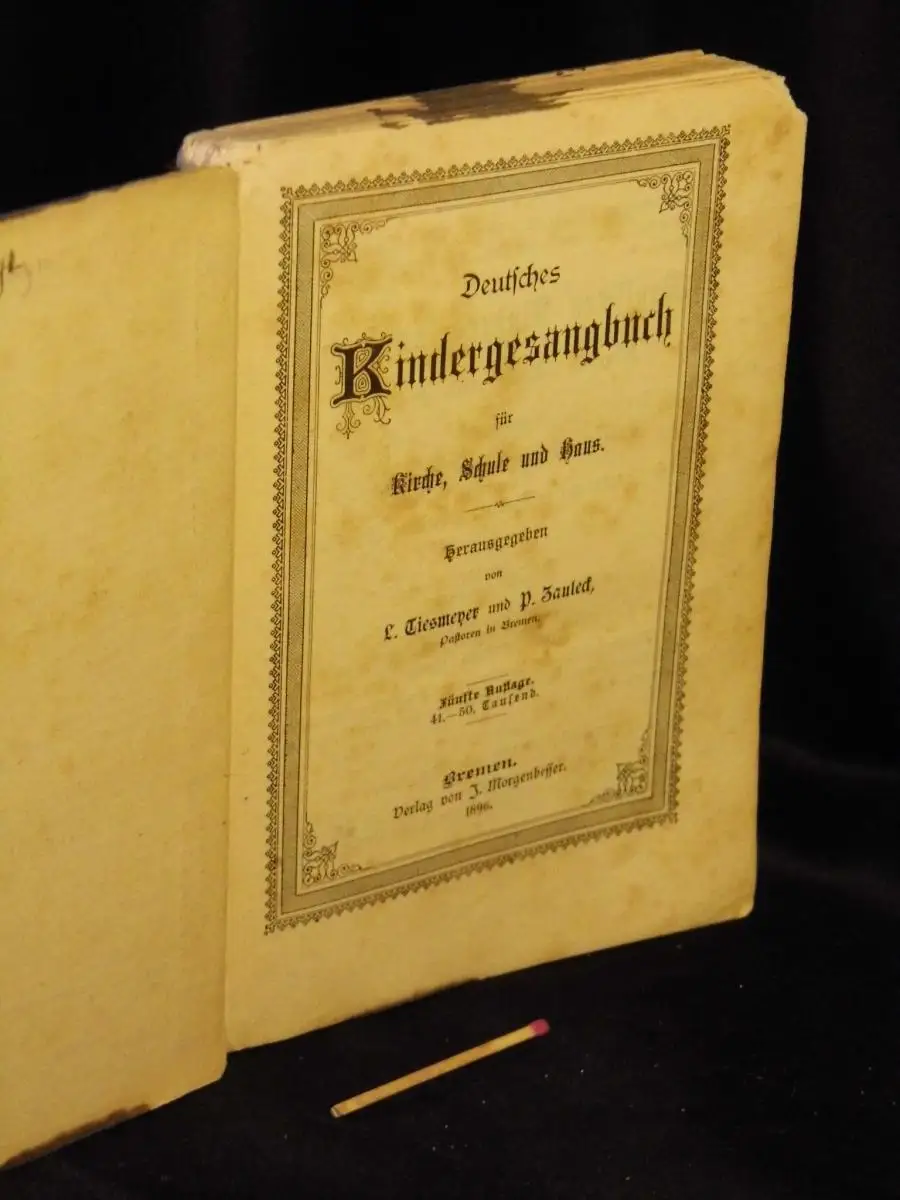 Deutsches
Kindergesangbuch
für
Kirche, Schule und Haus.
Herausgegeben
von
L. Tiesmeyer und P. Zauleck,
Pastoren in Bremen.
Fünfte Auflage.
41.—50. Tausend.
Bremen.
Verlag von J. Morgenbesser.
1896.